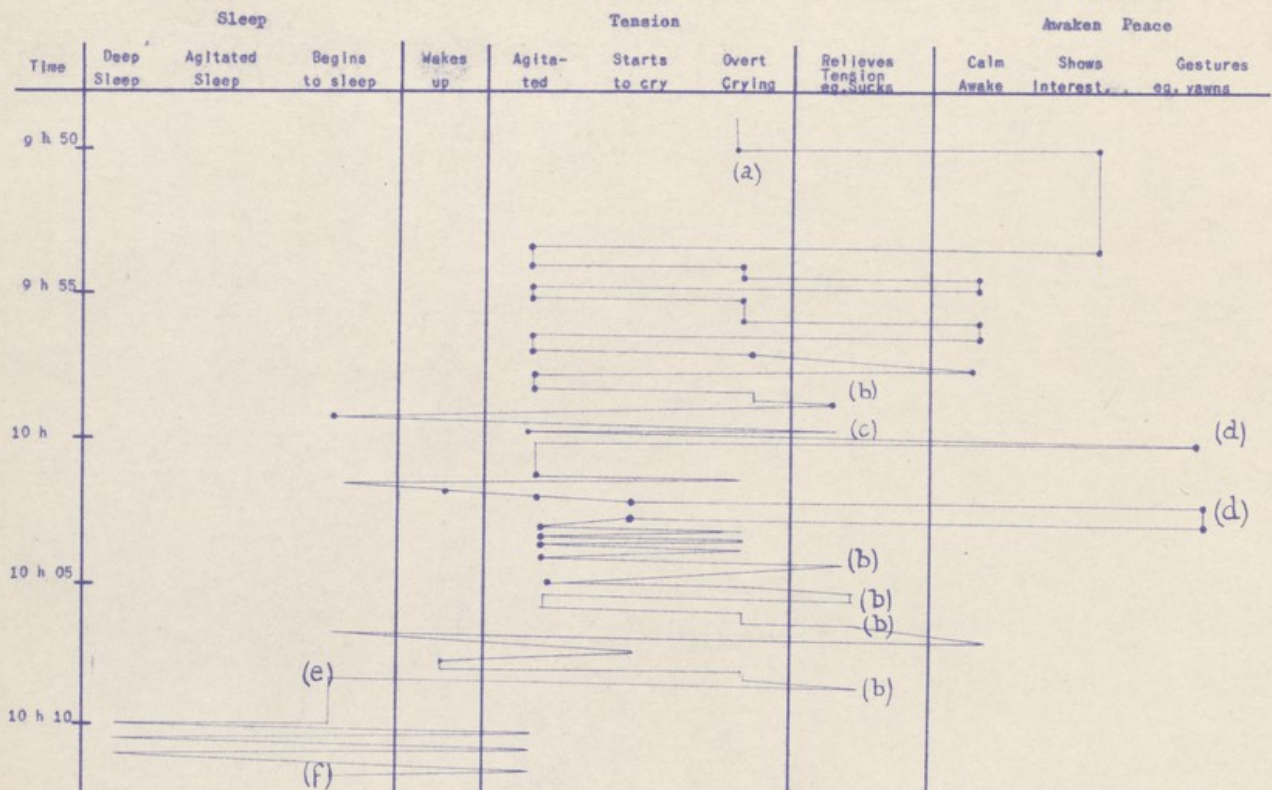 Sleep Tension Awaken Peace
Time Deep Sleep Agitated Sleep Begins to sleep Wakes up Agita-ted Starts to cry Overt Crying Relieves Tension eg.Sucks Calm Awake Shows Interest.. Gestures eg. yawns
9 h 50
(a)
9 h 55
(b)
10 h
(c)
(d)
(d)
(b)
10 h 05
(b)
(b)
(e)
(b)
10 h 10
(f)